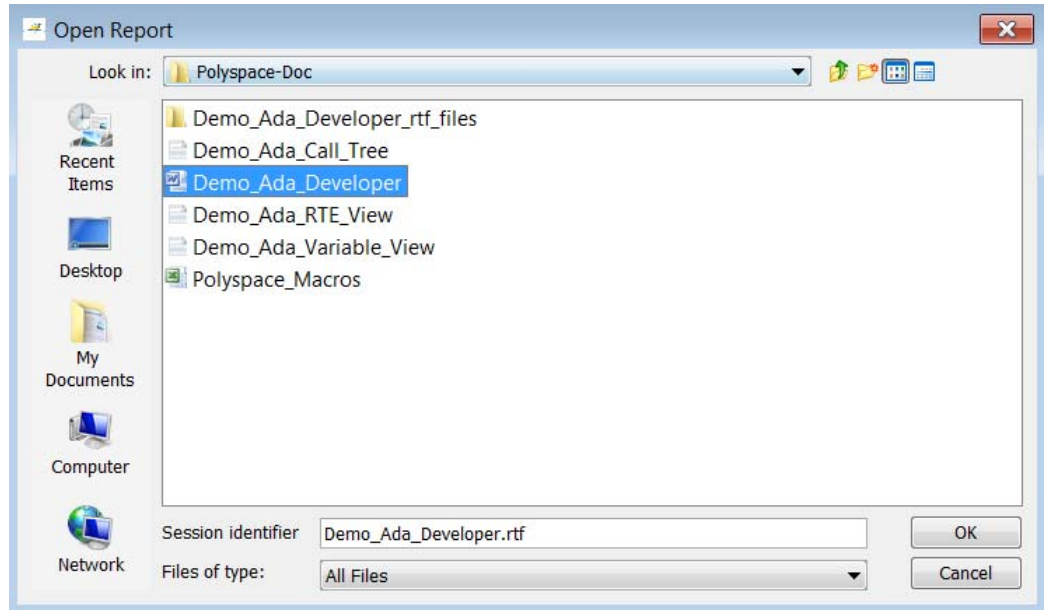 Open Report
Look in: Polyspace-Doc
Recent
Items
Desktop
My
Documents
Computer
Network
Demo_Ada_Developer_rtf_files
Demo_Ada_Call_Tree
Demo_Ada_Developer
Demo_Ada_RTE_View
Demo_Ada_Variable_View
Polyspace_Macros
Session identifier Demo_Ada_Developer.rtf OK
Files of type: All Files Cancel